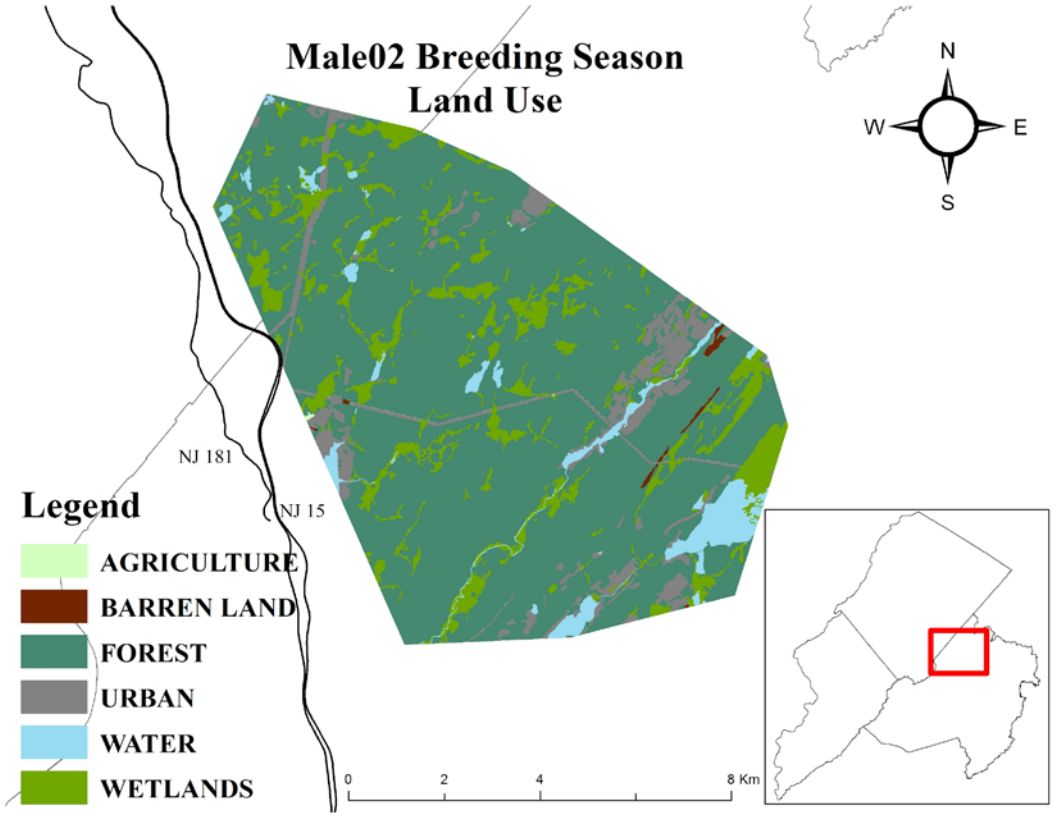 Male02 Breeding Season
Land Use
N
W
E
S
NJ 181
NJ 15
Legend
AGRICULTURE
BARREN LAND
FOREST
URBAN
WATER
WETLANDS
0 2 4 8 Km